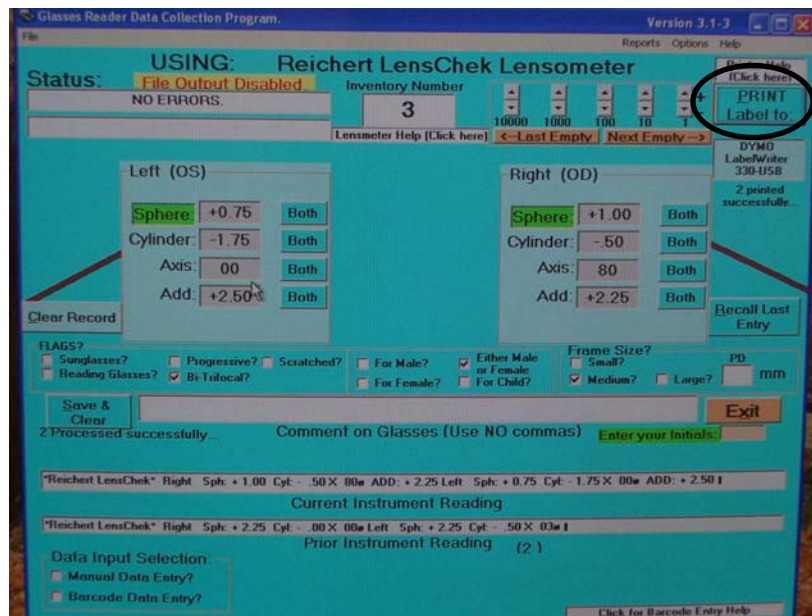 Glasses Reader Data Collection Program.
Version 3.1-3
File
Reports Options Help
USING: Reichert LensChek Lensometer
Status:
File Output Disabled.
NO ERRORS.
Inventory Number
3
10000 1000 100 10 1
+
Lensmeter Help (Click here)
<--Last Empty
Next Empty -->
Help
(Click here)
PRINT
Label to:
DYMO
LabelWriter
330-USB
2 printed
successfully...
Left (OS)
Sphere: +0.75 Both
Cylinder: -1.75 Both
Axis: 00 Both
Add: +2.50 Both
Right (OD)
Sphere: +1.00 Both
Cylinder: -.50 Both
Axis: 80 Both
Add: +2.25 Both
Clear Record
Recall Last
Entry
FLAGS?
Sunglasses?
Progressive?
Scratched?
Reading Glasses?
Bi-Trifocal?
For Male?
Either Male
or Female
For Female?
For Child?
Frame Size?
Small?
Medium?
Large?
PD
mm
Save &
Clear
Exit
2 Processed successfully...
Comment on Glasses (Use NO commas)
Enter your Initials:
*Reichert LensChek* Right Sph: + 1.00 Cyl: - .50 X 80 ADD: + 2.25 Left Sph: + 0.75 Cyl: - 1.75 X 00 ADD: + 2.50
Current Instrument Reading
*Reichert LensChek* Right Sph: + 2.25 Cyl: - .00 X 00 Left Sph: + 2.25 Cyl: - .50 X 03
Prior Instrument Reading (2 )
Data Input Selection:
Manual Data Entry?
Barcode Data Entry?
Click for Barcode Entry Help